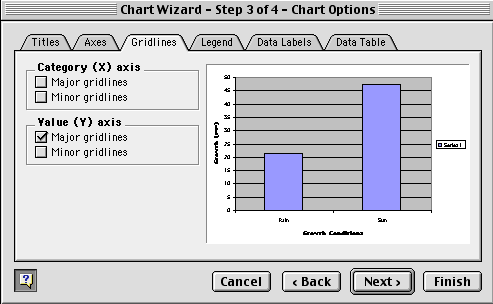 Chart Wizard - Step 3 of 4 - Chart Options
Titles Axes Gridlines Legend Data Labels Data Table
Category (X) axis
Major gridlines
Minor gridlines
Value (Y) axis
Major gridlines
Minor gridlines
50
45
40
35
30
25
20
15
10
5
0
Growth (mm)
Rain Sun
Growth Conditions
Series1
?
Cancel ‹ Back Next › Finish